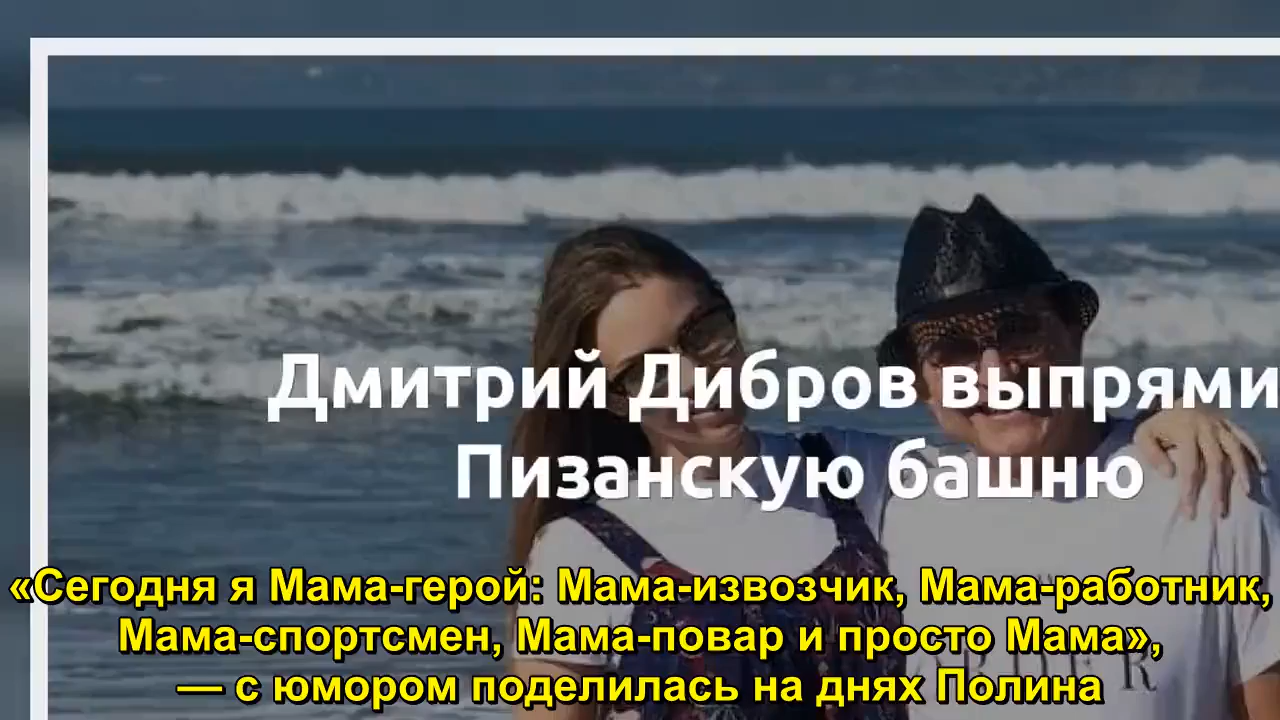 Дмитрий Дибров выпрями
Пизанскую башню
«Сегодня я Мама-герой: Мама-извозчик, Мама-работник,
Мама-спортсмен, Мама-повар и просто Мама»,
— с юмором поделилась на днях Полина